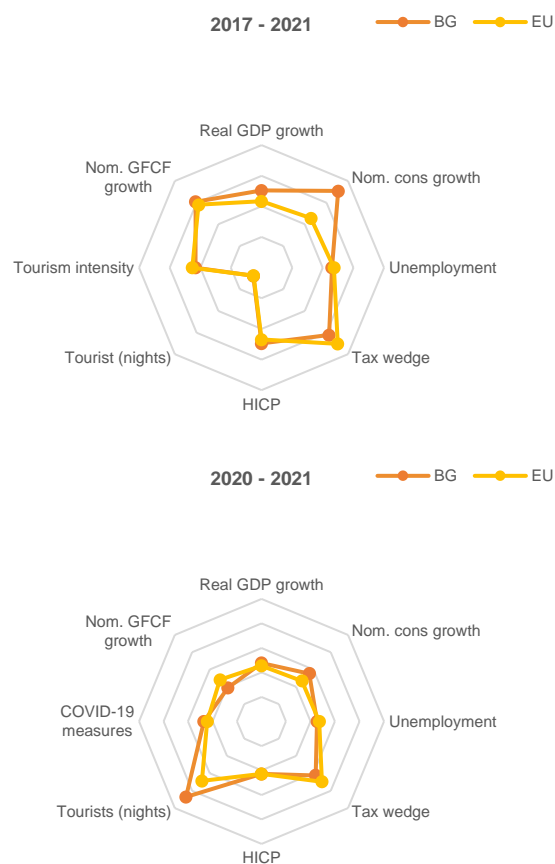 2017 - 2021
BG
EU
Real GDP growth
Nom. GFCF
growth
Nom. cons growth
Tourism intensity
Unemployment
Tourist (nights)
Tax wedge
HICP
2020 - 2021
BG
EU
Real GDP growth
Nom. GFCF
growth
Nom. cons growth
COVID-19
measures
Unemployment
Tourists (nights)
Tax wedge
HICP